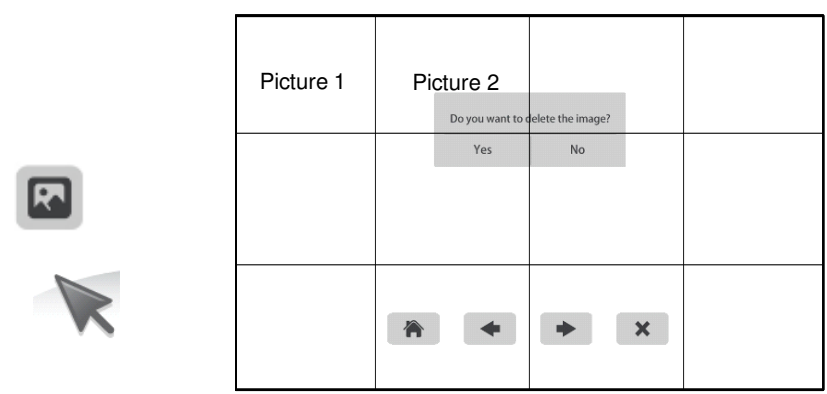 Picture 1
Picture 2
Do you want to delete the image?
Yes
No